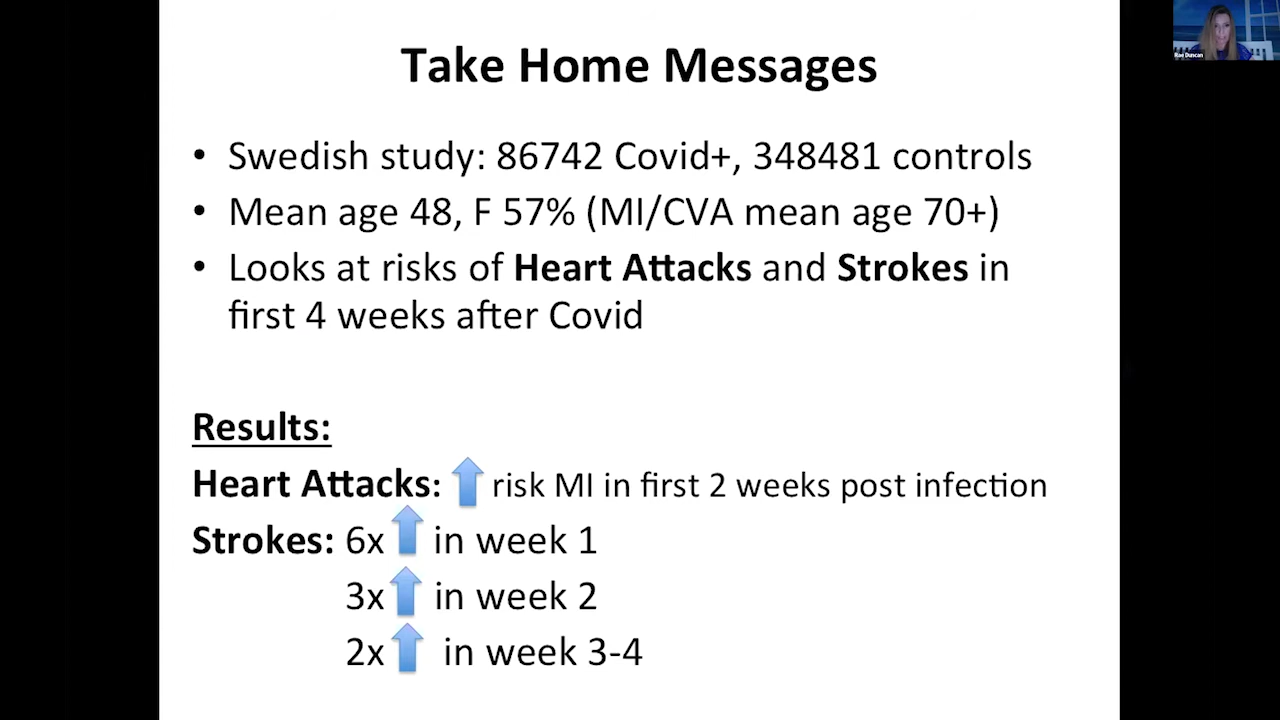 Take Home Messages
Rae Duncan
• Swedish study: 86742 Covid+, 348481 controls
• Mean age 48, F 57% (MI/CVA mean age 70+)
• Looks at risks of Heart Attacks and Strokes in
first 4 weeks after Covid
Results:
Heart Attacks: risk MI in first 2 weeks post infection
Strokes: 6x in week 1
3x in week 2
2x in week 3-4